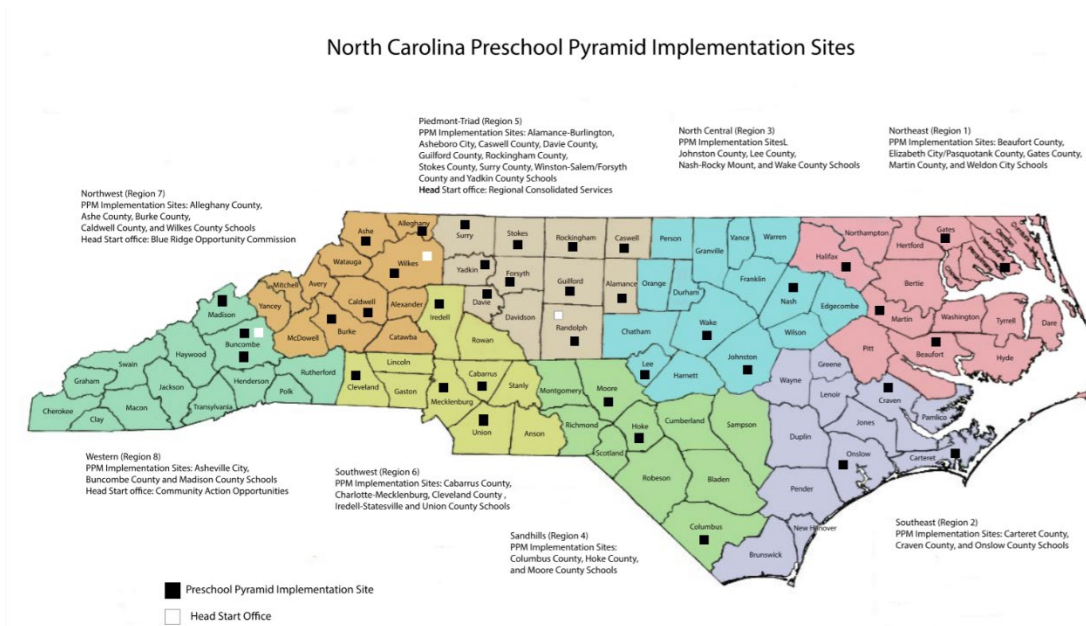 North Carolina Preschool Pyramid Implementation Sites
Piedmont-Triad (Region 5)
PPM Implementation Sites: Alamance-Burlington,
Asheboro City, Caswell County, Davie County,
Guilford County, Rockingham County,
Stokes County, Surry County, Winston-Salem/Forsyth
County and Yadkin County Schools
Head Start office: Regional Consolidated Services
North Central (Region 3)
PPM Implementation SitesL
Johnston County, Lee County,
Nash-Rocky Mount, and Wake County Schools
Northeast (Region 1)
PPM Implementation Sites: Beaufort County,
Elizabeth City/Pasquotank County, Gates County,
Martin County, and Weldon City Schools
Northwest (Region 7)
PPM Implementation Sites: Alleghany County,
Ashe County, Burke County,
Caldwell County, and Wilkes County Schools
Head Start office: Blue Ridge Opportunity Commission
Ashe
Alleghany
Surry
Stokes
Rockingham
Caswell
Person
Granville
Vance
Warren
Northampton
Hertford
Gates
Halifax
Watauga
Wilkes
Yadkin
Forsyth
Guilford
Alamance
Orange
Durham
Franklin
Nash
Edgecombe
Bertie
Mitchell
Avery
Yancey
Caldwell
Alexander
Iredell
Davie
Davidson
Randolph
Chatham
Wake
Wilson
Martin
Washington
Tyrrell
Dare
Madison
McDowell
Burke
Catawba
Rowan
Buncombe
Haywood
Swain
Graham
Cherokee
Clay
Macon
Jackson
Transylvania
Henderson
Polk
Rutherford
Cleveland
Lincoln
Gaston
Mecklenburg
Cabarrus
Stanly
Union
Anson
Montgomery
Moore
Lee
Harnett
Johnston
Pitt
Beaufort
Hyde
Wayne
Greene
Lenoir
Craven
Pamlico
Jones
Richmond
Hoke
Scotland
Cumberland
Sampson
Duplin
Onslow
Carteret
Robeson
Bladen
Pender
Columbus
New Hanover
Brunswick
Western (Region 8)
PPM Implementation Sites: Asheville City,
Buncombe County and Madison County Schools
Head Start office: Community Action Opportunities
Southwest (Region 6)
PPM Implementation Sites: Cabarrus County,
Charlotte-Mecklenburg, Cleveland County ,
Iredell-Statesville and Union County Schools
Sandhills (Region 4)
PPM Implementation Sites:
Columbus County, Hoke County,
and Moore County Schools
Southeast (Region 2)
PPM Implementation Sites: Carteret County,
Craven County, and Onslow County Schools
Preschool Pyramid Implementation Site
Head Start Office